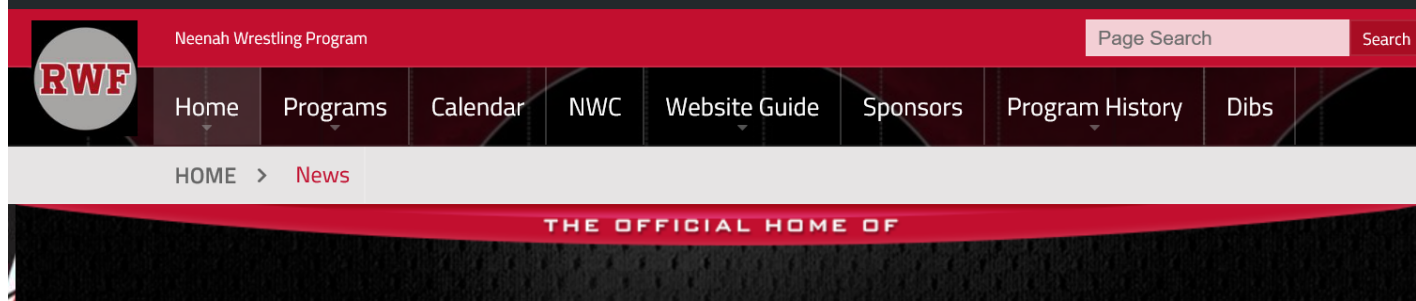 Neenah Wrestling Program
Page Search
Search
RWF
Home
Programs
Calendar
NWC
Website Guide
Sponsors
Program History
Dibs
HOME > News
THE OFFICIAL HOME OF